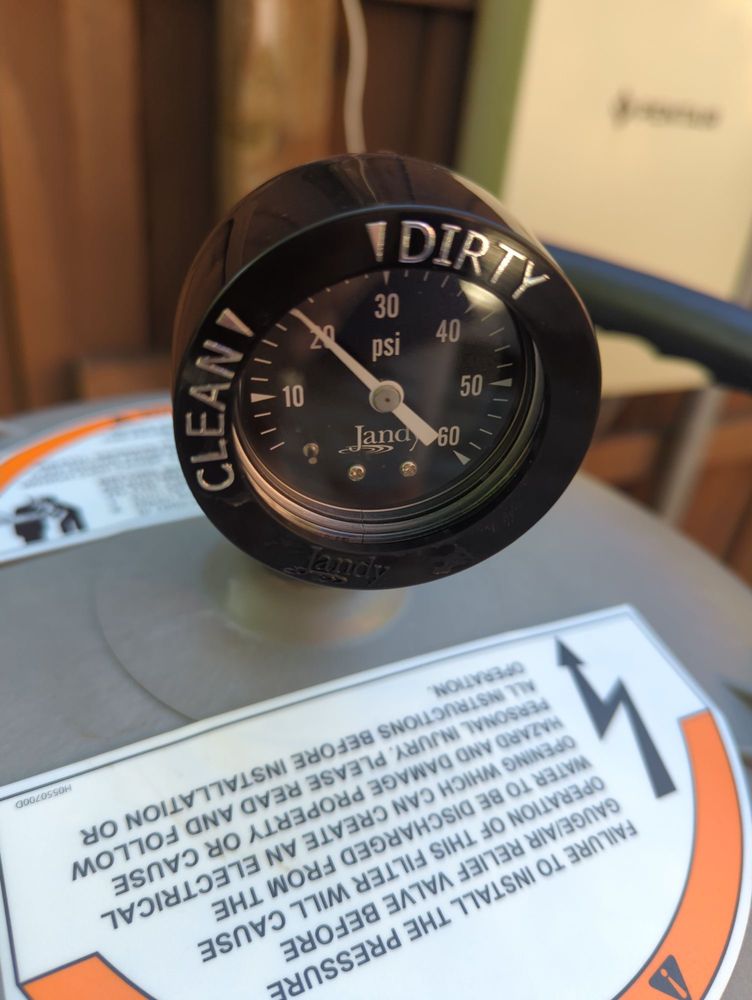 DIRTY
CLEAN
10
20
30
40
50
60
psi
Jandy
Jandy
FAILURE TO INSTALL THE PRESSURE
GAUGE/AIR RELIEF VALVE BEFORE
OPERATION OF THIS FILTER WILL CAUSE
WATER TO BE DISCHARGED FROM THE
OPENING WHICH CAN CREATE AN ELECTRICAL
HAZARD AND DAMAGE PROPERTY OR CAUSE
PERSONAL INJURY. PLEASE READ AND FOLLOW
ALL INSTRUCTIONS BEFORE INSTALLATION OR
OPERATION.
H0550700D